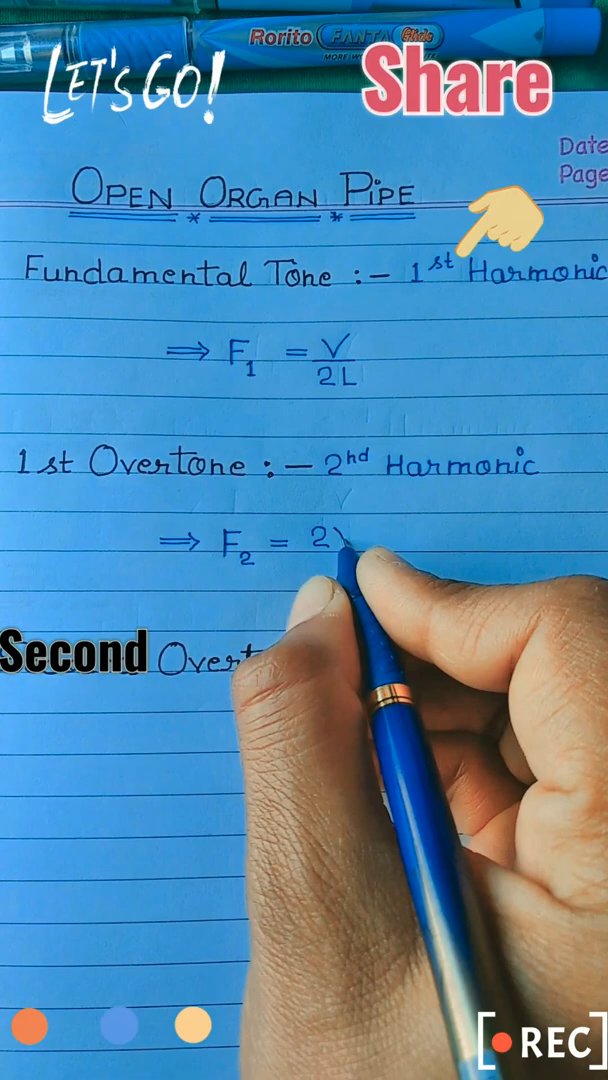 Rorito FANTA Glide
LET'S GO!
Share
Date
Page
OPEN ORGAN PIPE
Fundamental Tone :- 1st Harmonic
⇒ F₁ = V/2L
1st Overtone :- 2nd Harmonic
⇒ F₂ = 2V
Second Overt
REC